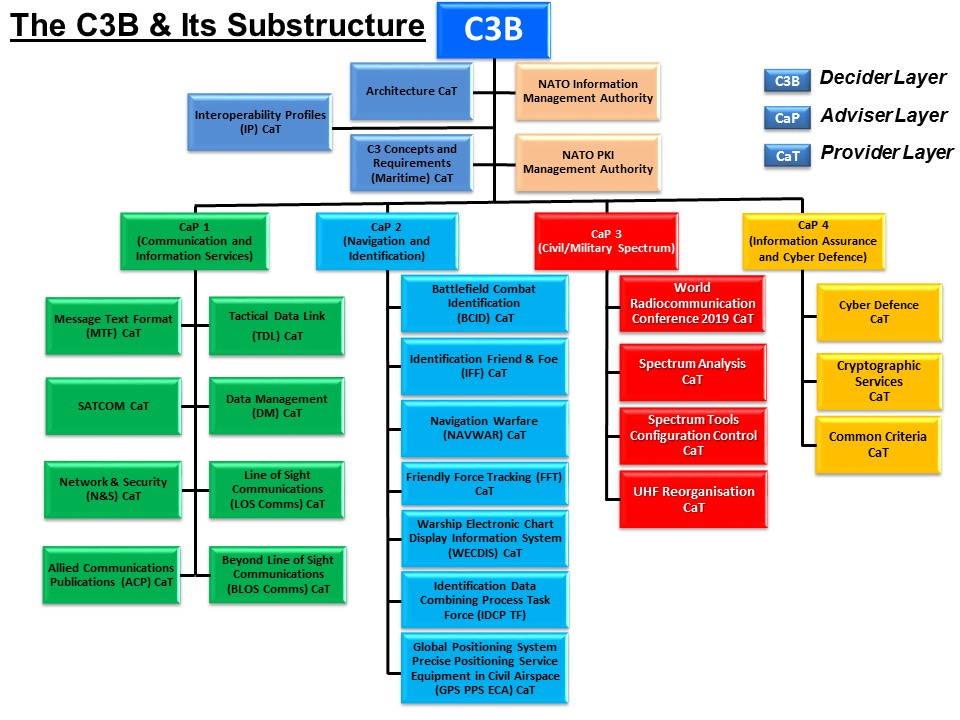 The C3B & Its Substructure
C3B
Architecture CaT
NATO Information
Management Authority
Interoperability Profiles
(IP) CaT
C3 Concepts and
Requirements
(Maritime) CaT
NATO PKI
Management Authority
C3B
Decider Layer
CaP
Adviser Layer
CaT
Provider Layer
CaP 1
(Communication and
Information Services)
CaP 2
(Navigation and
Identification)
CaP 3
(Civil/Military Spectrum)
CaP 4
(Information Assurance
and Cyber Defence)
Message Text Format
(MTF) CaT
Tactical Data Link
(TDL) CaT
SATCOM CaT
Data Management
(DM) CaT
Network & Security
(N&S) CaT
Line of Sight
Communications
(LOS Comms) CaT
Allied Communications
Publications (ACP) CaT
Beyond Line of Sight
Communications
(BLOS Comms) CaT
Battlefield Combat
Identification
(BCID) CaT
Identification Friend & Foe
(IFF) CaT
Navigation Warfare
(NAVWAR) CaT
Friendly Force Tracking (FFT)
CaT
Warship Electronic Chart
Display Information System
(WECDIS) CaT
Identification Data
Combining Process Task
Force (IDCP TF)
Global Positioning System
Precise Positioning Service
Equipment in Civil Airspace
(GPS PPS ECA) CaT
World
Radiocommunication
Conference 2019 CaT
Spectrum Analysis
CaT
Spectrum Tools
Configuration Control
CaT
UHF Reorganisation
CaT
Cyber Defence
CaT
Cryptographic
Services
CaT
Common Criteria
CaT